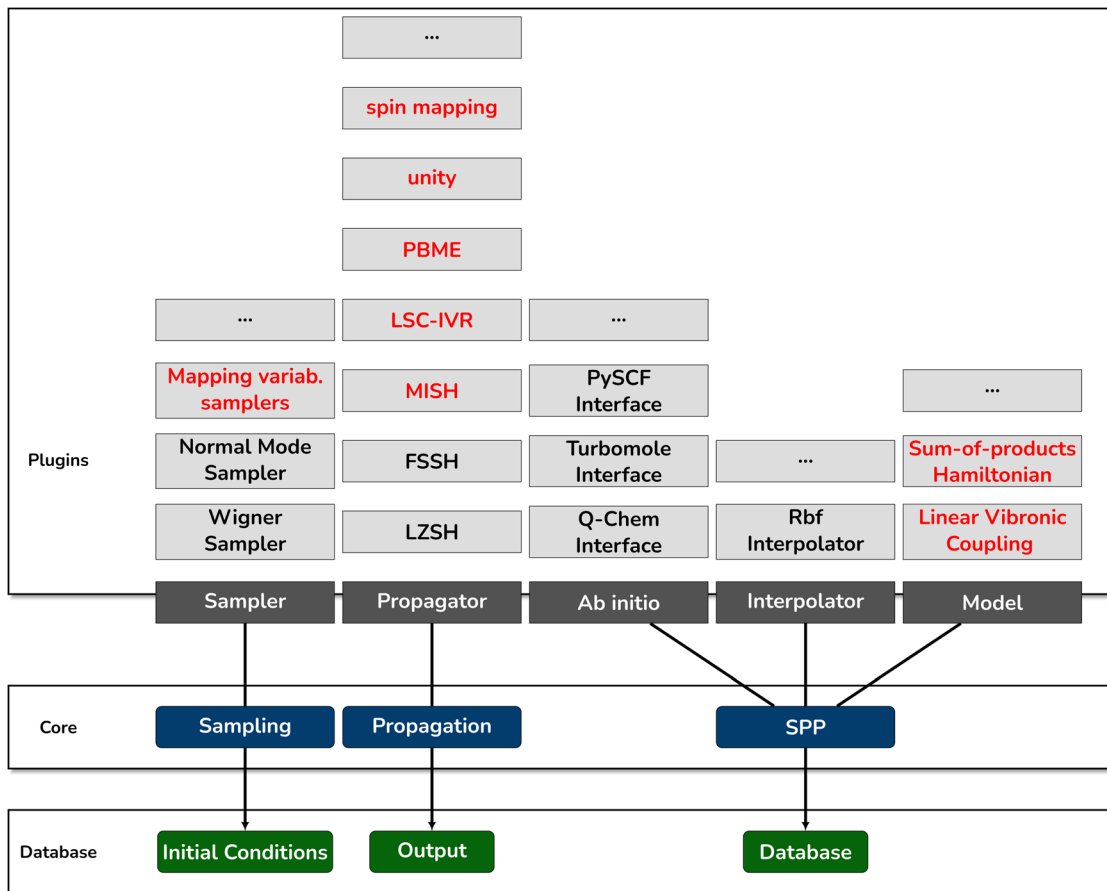 ...
spin mapping
unity
PBME
... LSC-IVR ...
Mapping variab.
samplers
MISH
PySCF
Interface
...
Plugins
Normal Mode
Sampler
FSSH
Turbomole
Interface
...
Sum-of-products
Hamiltonian
Wigner
Sampler
LZSH
Q-Chem
Interface
Rbf
Interpolator
Linear Vibronic
Coupling
Sampler Propagator Ab initio Interpolator Model
Core Sampling Propagation SPP
Database Initial Conditions Output Database